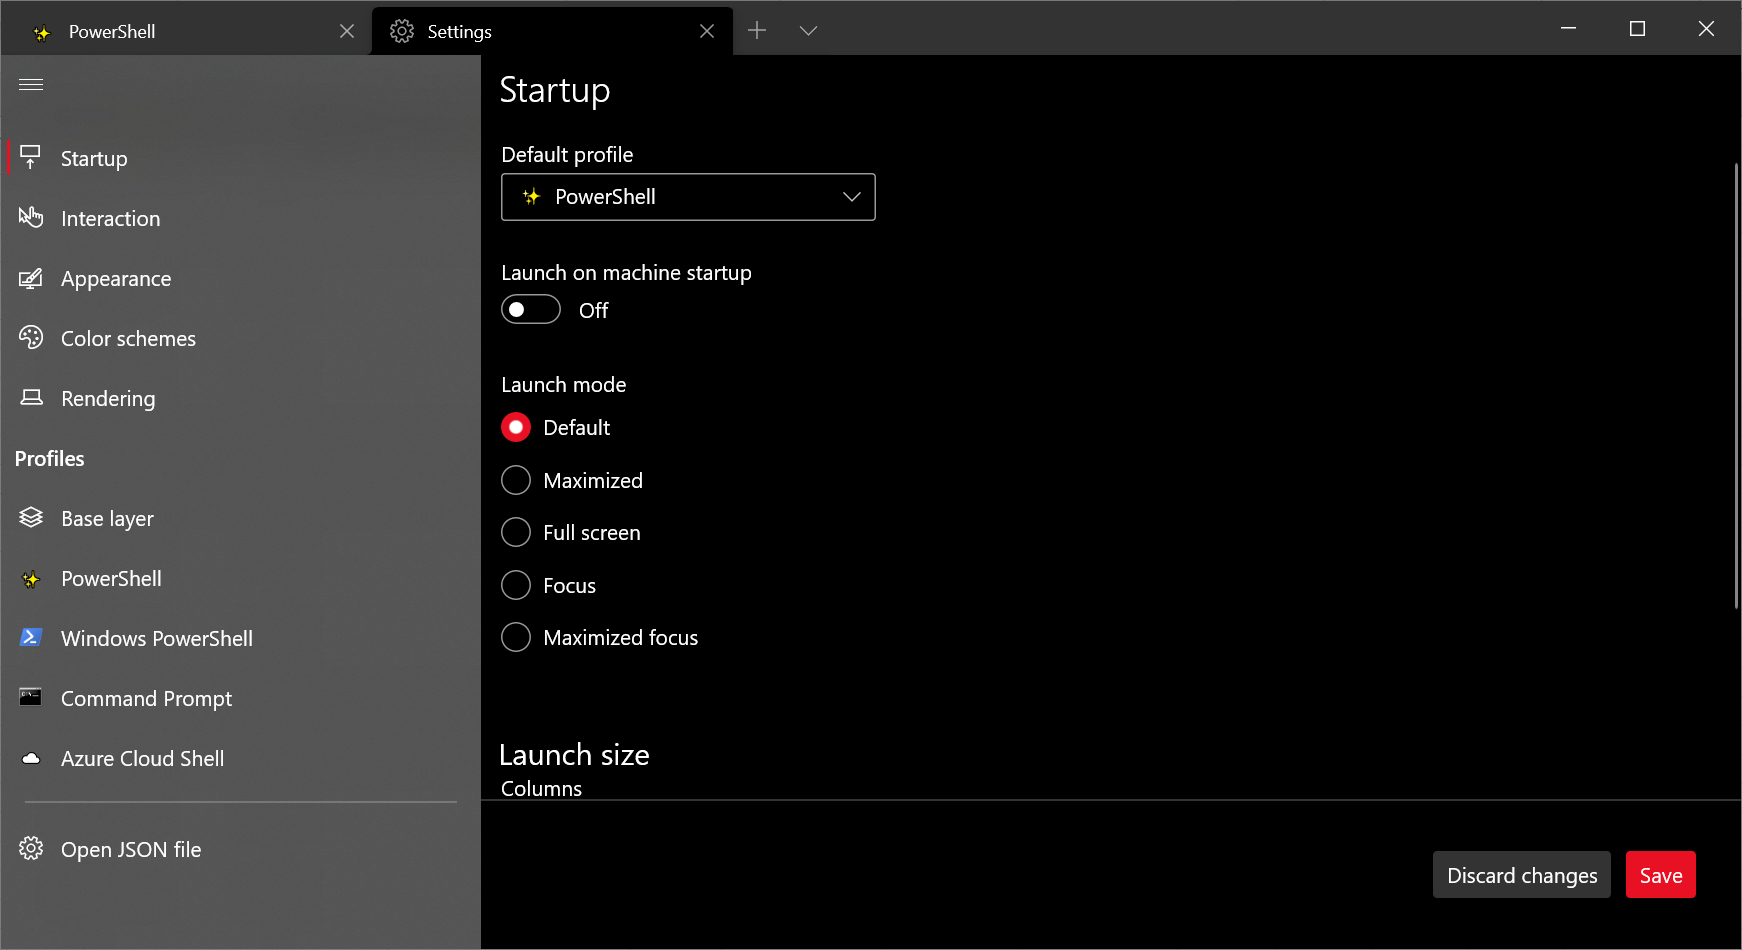 PowerShell
Settings
Startup
Interaction
Appearance
Color schemes
Rendering
Profiles
Base layer
PowerShell
Windows PowerShell
Command Prompt
Azure Cloud Shell
Open JSON file
Startup
Default profile
PowerShell
Launch on machine startup
Off
Launch mode
Default
Maximized
Full screen
Focus
Maximized focus
Launch size
Columns
Discard changes
Save